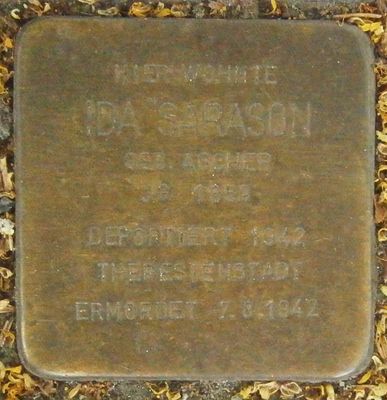 HIER WOHNTE
IDA SARASON
GEB. ASCHER
JG.
DEPORTIERT 1942
THERESIENSTADT
ERMORDET 7.8.1942